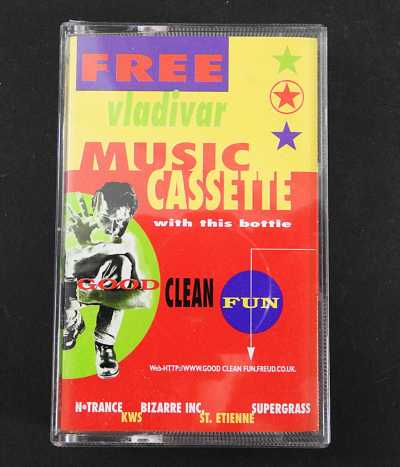 FREE
vladivar
MUSIC
CASSETTE
with this bottle
GOOD CLEAN FUN
Web-HTTP://WWW.GOOD CLEAN FUN.FREUD.CO.UK.
N•TRANCE BIZARRE INC. SUPERGRASS
KWS ST. ETIENNE